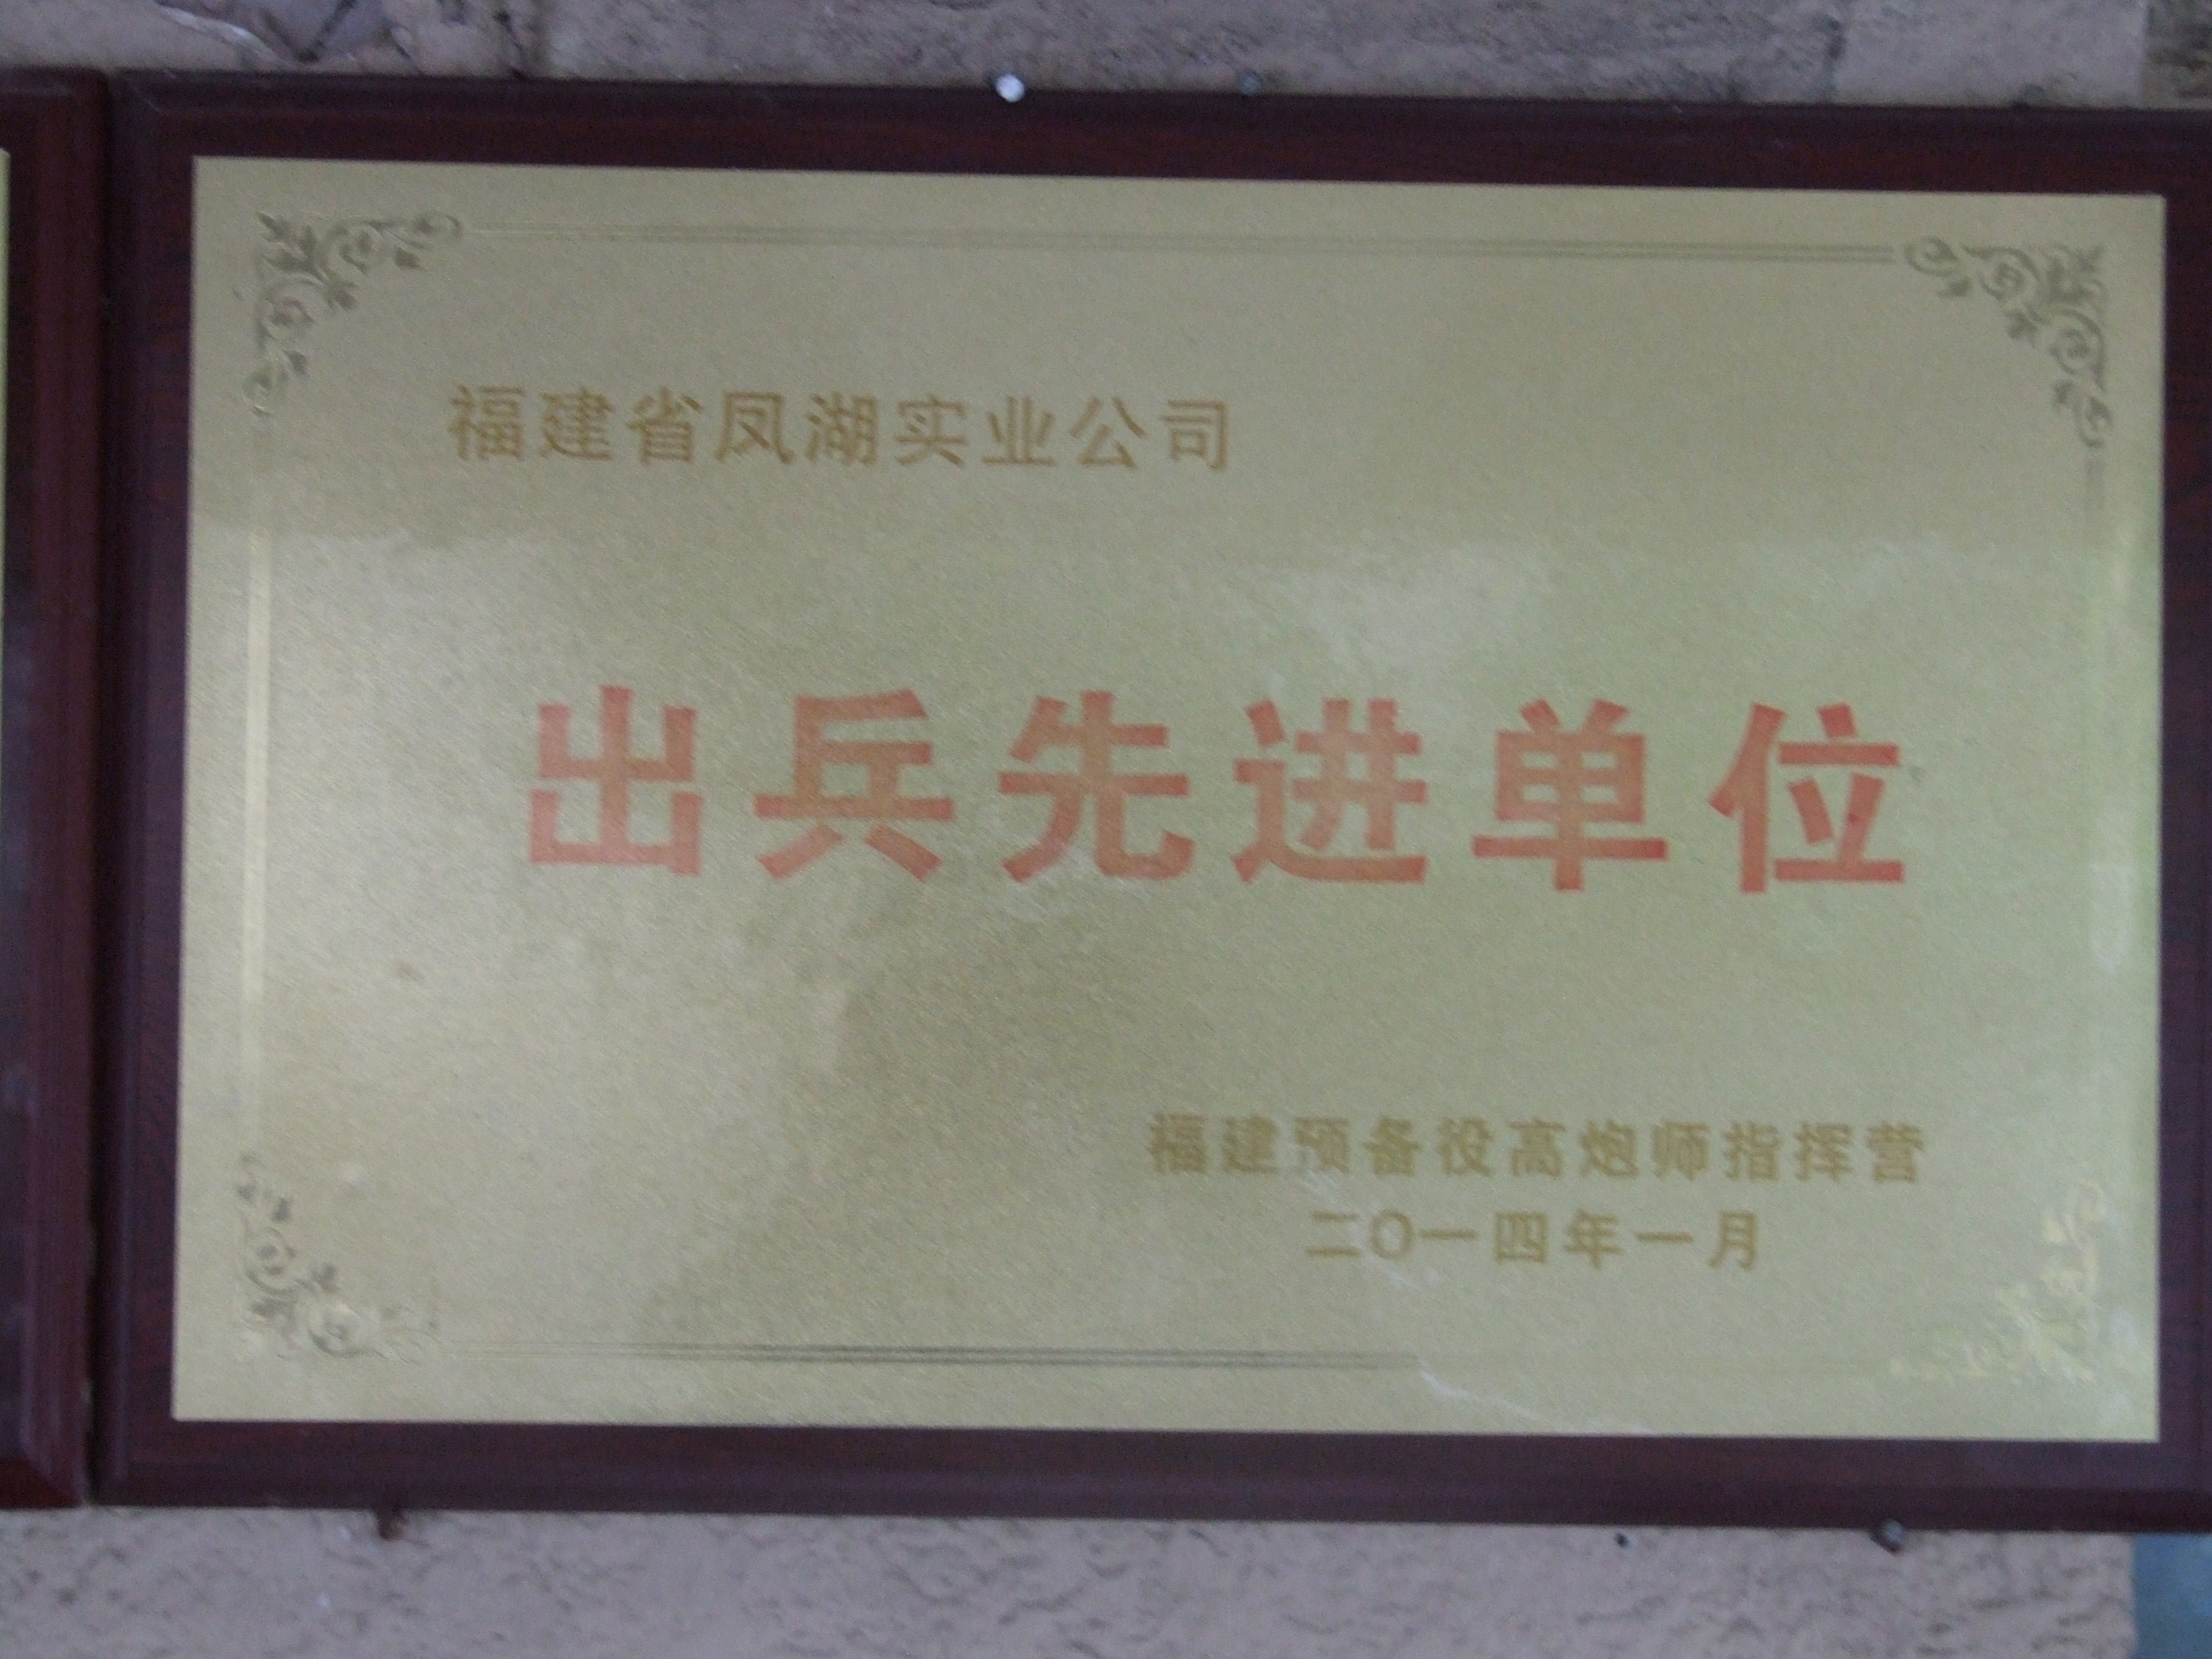 福建省凤湖实业公司
出兵先进单位
福建预备役高炮师指挥营
二〇一四年一月